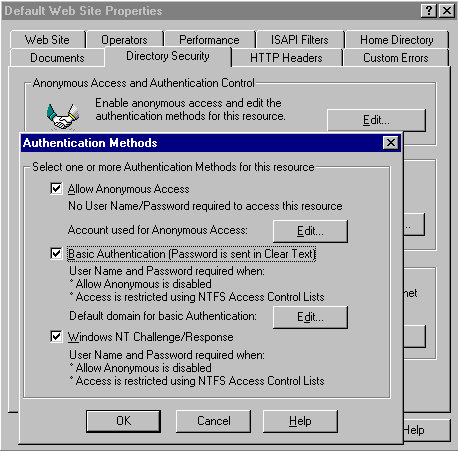 Default Web Site Properties
Web Site Operators Performance ISAPI Filters Home Directory
Documents Directory Security HTTP Headers Custom Errors
Anonymous Access and Authentication Control
Enable anonymous access and edit the
authentication methods for this resource.
Edit...
Authentication Methods
Select one or more Authentication Methods for this resource
Allow Anonymous Access
No User Name/Password required to access this resource
Account used for Anonymous Access: Edit...
Basic Authentication (Password is sent in Clear Text)
User Name and Password required when:
* Allow Anonymous is disabled
* Access is restricted using NTFS Access Control Lists
Default domain for basic Authentication: Edit...
Windows NT Challenge/Response
User Name and Password required when:
* Allow Anonymous is disabled
* Access is restricted using NTFS Access Control Lists
OK Cancel Help
Help